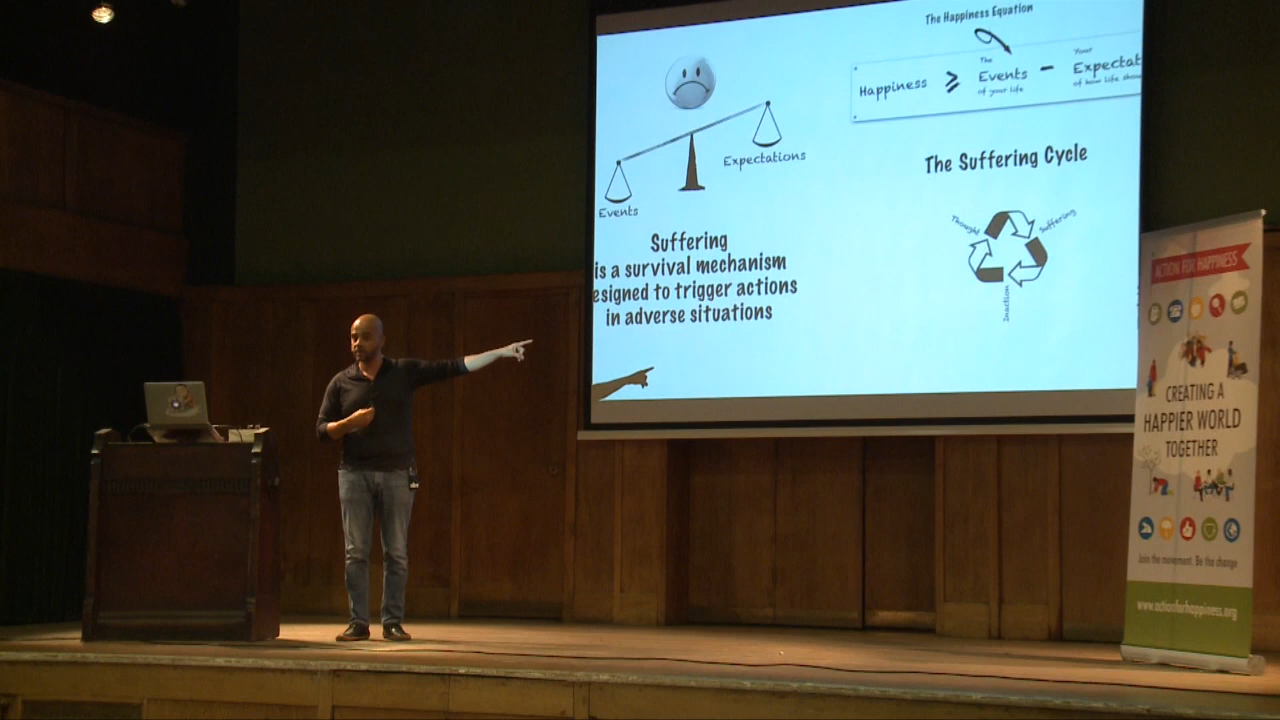 The Happiness Equation
Happiness ≥ The Events of your life - Your Expectat
of how life shou
Expectations
Events
Suffering
is a survival mechanism
esigned to trigger actions
in adverse situations
The Suffering Cycle
Thought
Suffering
Inaction
ACTION FOR HAPPINESS
CREATING A
HAPPIER WORLD
TOGETHER
Join the movement. Be the change
www.actionforhappiness.org